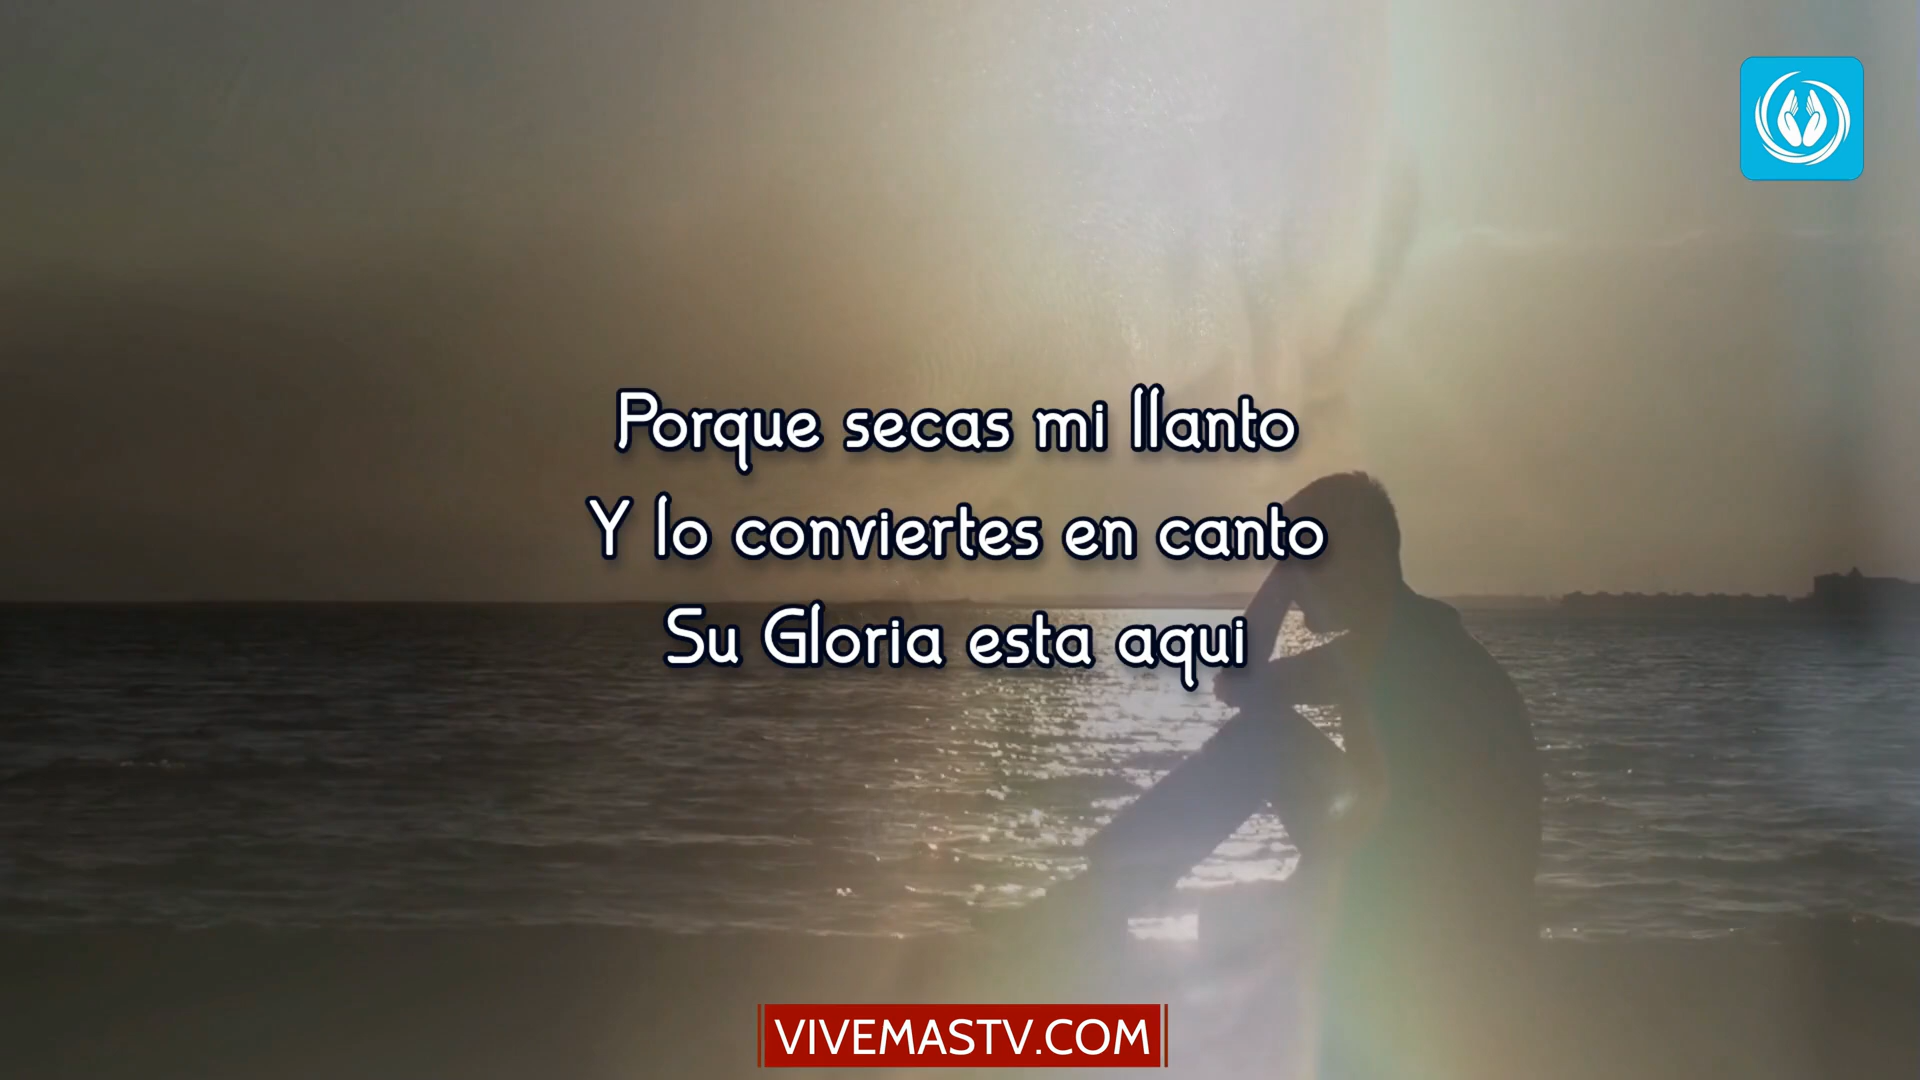 Porque secas mi llanto
Y lo conviertes en canto
Su Gloria esta aqui
VIVEMASTV.COM